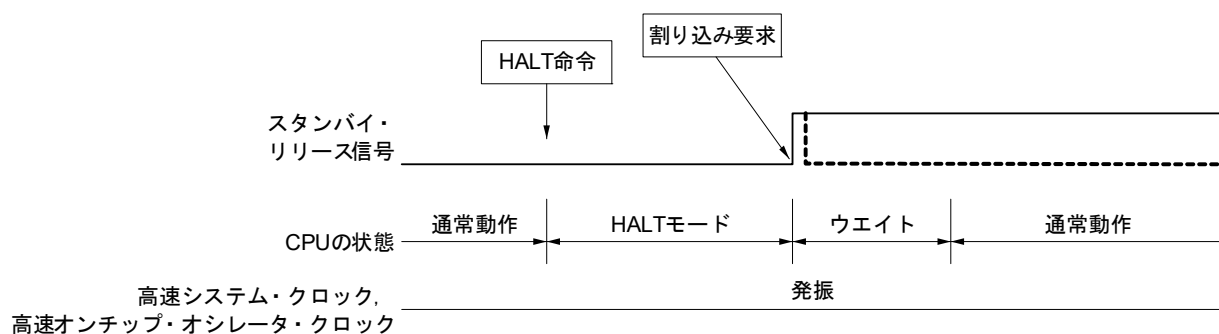 割り込み要求
HALT命令
スタンバイ・
リリース信号
通常動作
HALTモード
ウエイト
通常動作
CPUの状態
発振
高速システム・クロック,
高速オンチップ・オシレータ・クロック